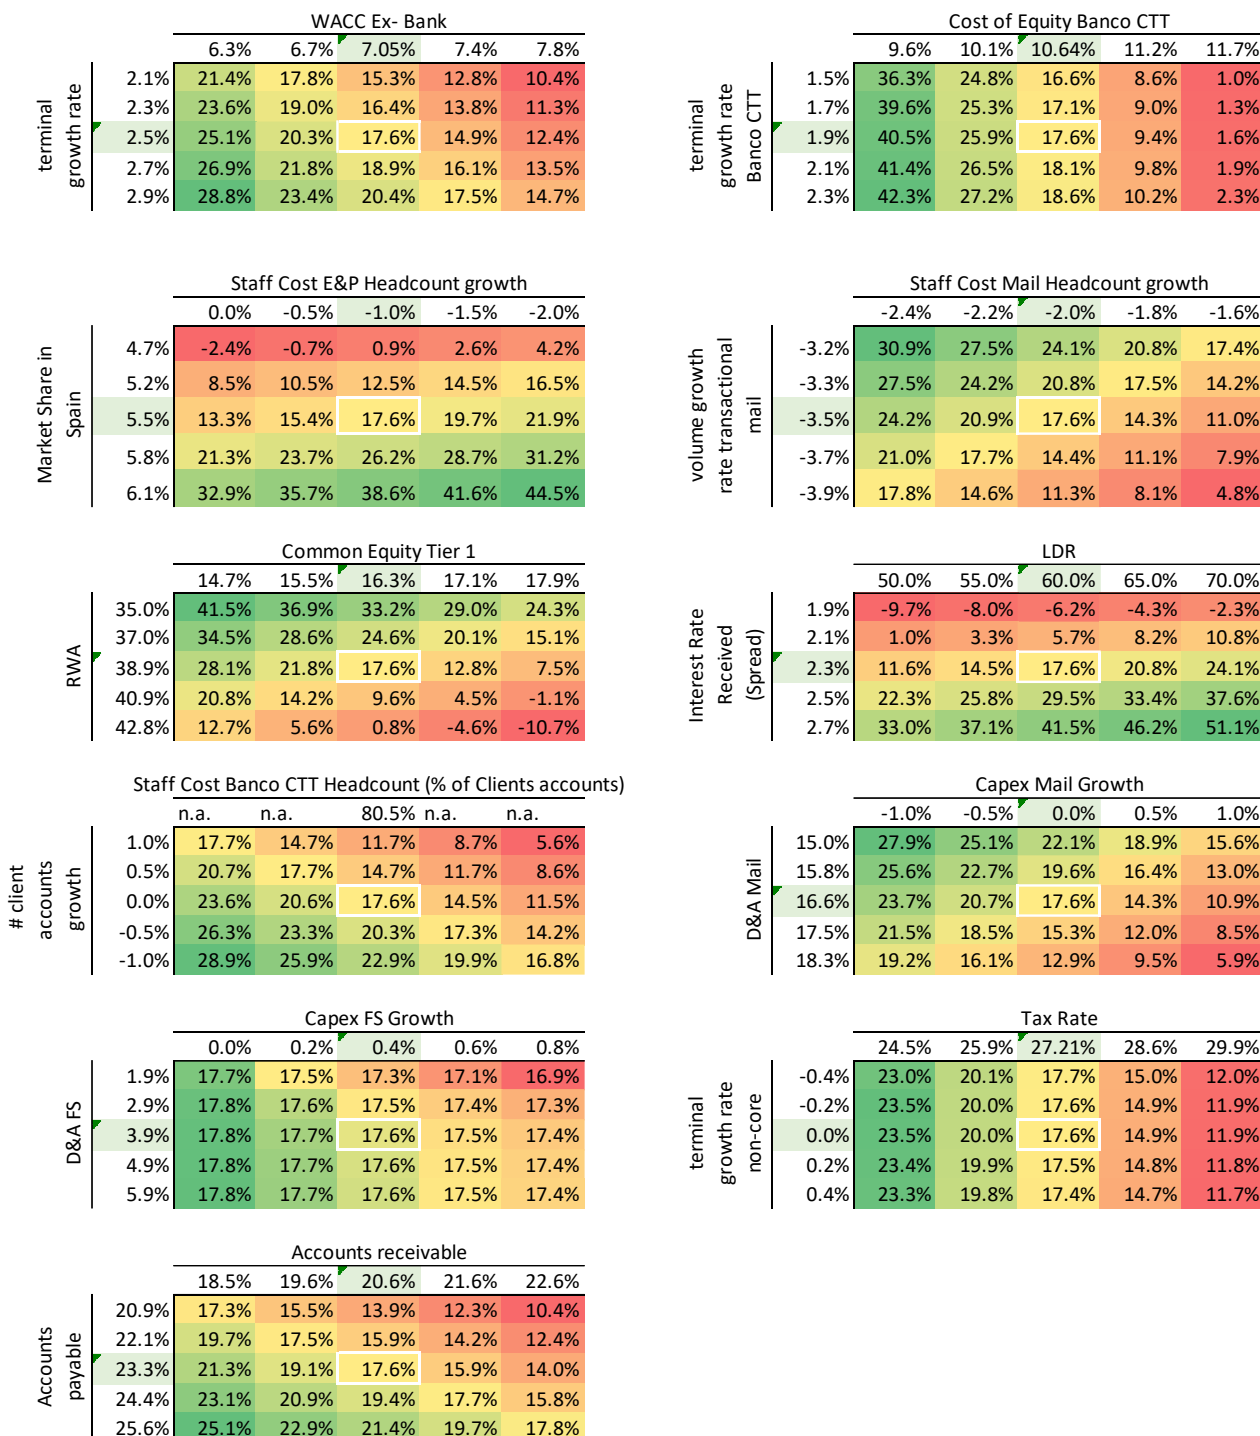 WACC Ex- Bank
6.3% 6.7% 7.05% 7.4% 7.8%
terminal
growth rate
2.1% 21.4% 17.8% 15.3% 12.8% 10.4%
2.3% 23.6% 19.0% 16.4% 13.8% 11.3%
2.5% 25.1% 20.3% 17.6% 14.9% 12.4%
2.7% 26.9% 21.8% 18.9% 16.1% 13.5%
2.9% 28.8% 23.4% 20.4% 17.5% 14.7%
Cost of Equity Banco CTT
9.6% 10.1% 10.64% 11.2% 11.7%
terminal
growth rate
Banco CTT
1.5% 36.3% 24.8% 16.6% 8.6% 1.0%
1.7% 39.6% 25.3% 17.1% 9.0% 1.3%
1.9% 40.5% 25.9% 17.6% 9.4% 1.6%
2.1% 41.4% 26.5% 18.1% 9.8% 1.9%
2.3% 42.3% 27.2% 18.6% 10.2% 2.3%
Staff Cost E&P Headcount growth
0.0% -0.5% -1.0% -1.5% -2.0%
Market Share in
Spain
4.7% -2.4% -0.7% 0.9% 2.6% 4.2%
5.2% 8.5% 10.5% 12.5% 14.5% 16.5%
5.5% 13.3% 15.4% 17.6% 19.7% 21.9%
5.8% 21.3% 23.7% 26.2% 28.7% 31.2%
6.1% 32.9% 35.7% 38.6% 41.6% 44.5%
Staff Cost Mail Headcount growth
-2.4% -2.2% -2.0% -1.8% -1.6%
volume growth
rate transactional
mail
-3.2% 30.9% 27.5% 24.1% 20.8% 17.4%
-3.3% 27.5% 24.2% 20.8% 17.5% 14.2%
-3.5% 24.2% 20.9% 17.6% 14.3% 11.0%
-3.7% 21.0% 17.7% 14.4% 11.1% 7.9%
-3.9% 17.8% 14.6% 11.3% 8.1% 4.8%
Common Equity Tier 1
14.7% 15.5% 16.3% 17.1% 17.9%
RWA
35.0% 41.5% 36.9% 33.2% 29.0% 24.3%
37.0% 34.5% 28.6% 24.6% 20.1% 15.1%
38.9% 28.1% 21.8% 17.6% 12.8% 7.5%
40.9% 20.8% 14.2% 9.6% 4.5% -1.1%
42.8% 12.7% 5.6% 0.8% -4.6% -10.7%
LDR
50.0% 55.0% 60.0% 65.0% 70.0%
Interest Rate
Received
(Spread)
1.9% -9.7% -8.0% -6.2% -4.3% -2.3%
2.1% 1.0% 3.3% 5.7% 8.2% 10.8%
2.3% 11.6% 14.5% 17.6% 20.8% 24.1%
2.5% 22.3% 25.8% 29.5% 33.4% 37.6%
2.7% 33.0% 37.1% 41.5% 46.2% 51.1%
Staff Cost Banco CTT Headcount (% of Clients accounts)
n.a. n.a. 80.5% n.a. n.a.
# client
accounts
growth
1.0% 17.7% 14.7% 11.7% 8.7% 5.6%
0.5% 20.7% 17.7% 14.7% 11.7% 8.6%
0.0% 23.6% 20.6% 17.6% 14.5% 11.5%
-0.5% 26.3% 23.3% 20.3% 17.3% 14.2%
-1.0% 28.9% 25.9% 22.9% 19.9% 16.8%
Capex Mail Growth
-1.0% -0.5% 0.0% 0.5% 1.0%
D&A Mail
15.0% 27.9% 25.1% 22.1% 18.9% 15.6%
15.8% 25.6% 22.7% 19.6% 16.4% 13.0%
16.6% 23.7% 20.7% 17.6% 14.3% 10.9%
17.5% 21.5% 18.5% 15.3% 12.0% 8.5%
18.3% 19.2% 16.1% 12.9% 9.5% 5.9%
Capex FS Growth
0.0% 0.2% 0.4% 0.6% 0.8%
D&A FS
1.9% 17.7% 17.5% 17.3% 17.1% 16.9%
2.9% 17.8% 17.6% 17.5% 17.4% 17.3%
3.9% 17.8% 17.7% 17.6% 17.5% 17.4%
4.9% 17.8% 17.7% 17.6% 17.5% 17.4%
5.9% 17.8% 17.7% 17.6% 17.5% 17.4%
Tax Rate
24.5% 25.9% 27.21% 28.6% 29.9%
terminal
growth rate
non-core
-0.4% 23.0% 20.1% 17.7% 15.0% 12.0%
-0.2% 23.5% 20.0% 17.6% 14.9% 11.9%
0.0% 23.5% 20.0% 17.6% 14.9% 11.9%
0.2% 23.4% 19.9% 17.5% 14.8% 11.8%
0.4% 23.3% 19.8% 17.4% 14.7% 11.7%
Accounts receivable
18.5% 19.6% 20.6% 21.6% 22.6%
Accounts
payable
20.9% 17.3% 15.5% 13.9% 12.3% 10.4%
22.1% 19.7% 17.5% 15.9% 14.2% 12.4%
23.3% 21.3% 19.1% 17.6% 15.9% 14.0%
24.4% 23.1% 20.9% 19.4% 17.7% 15.8%
25.6% 25.1% 22.9% 21.4% 19.7% 17.8%